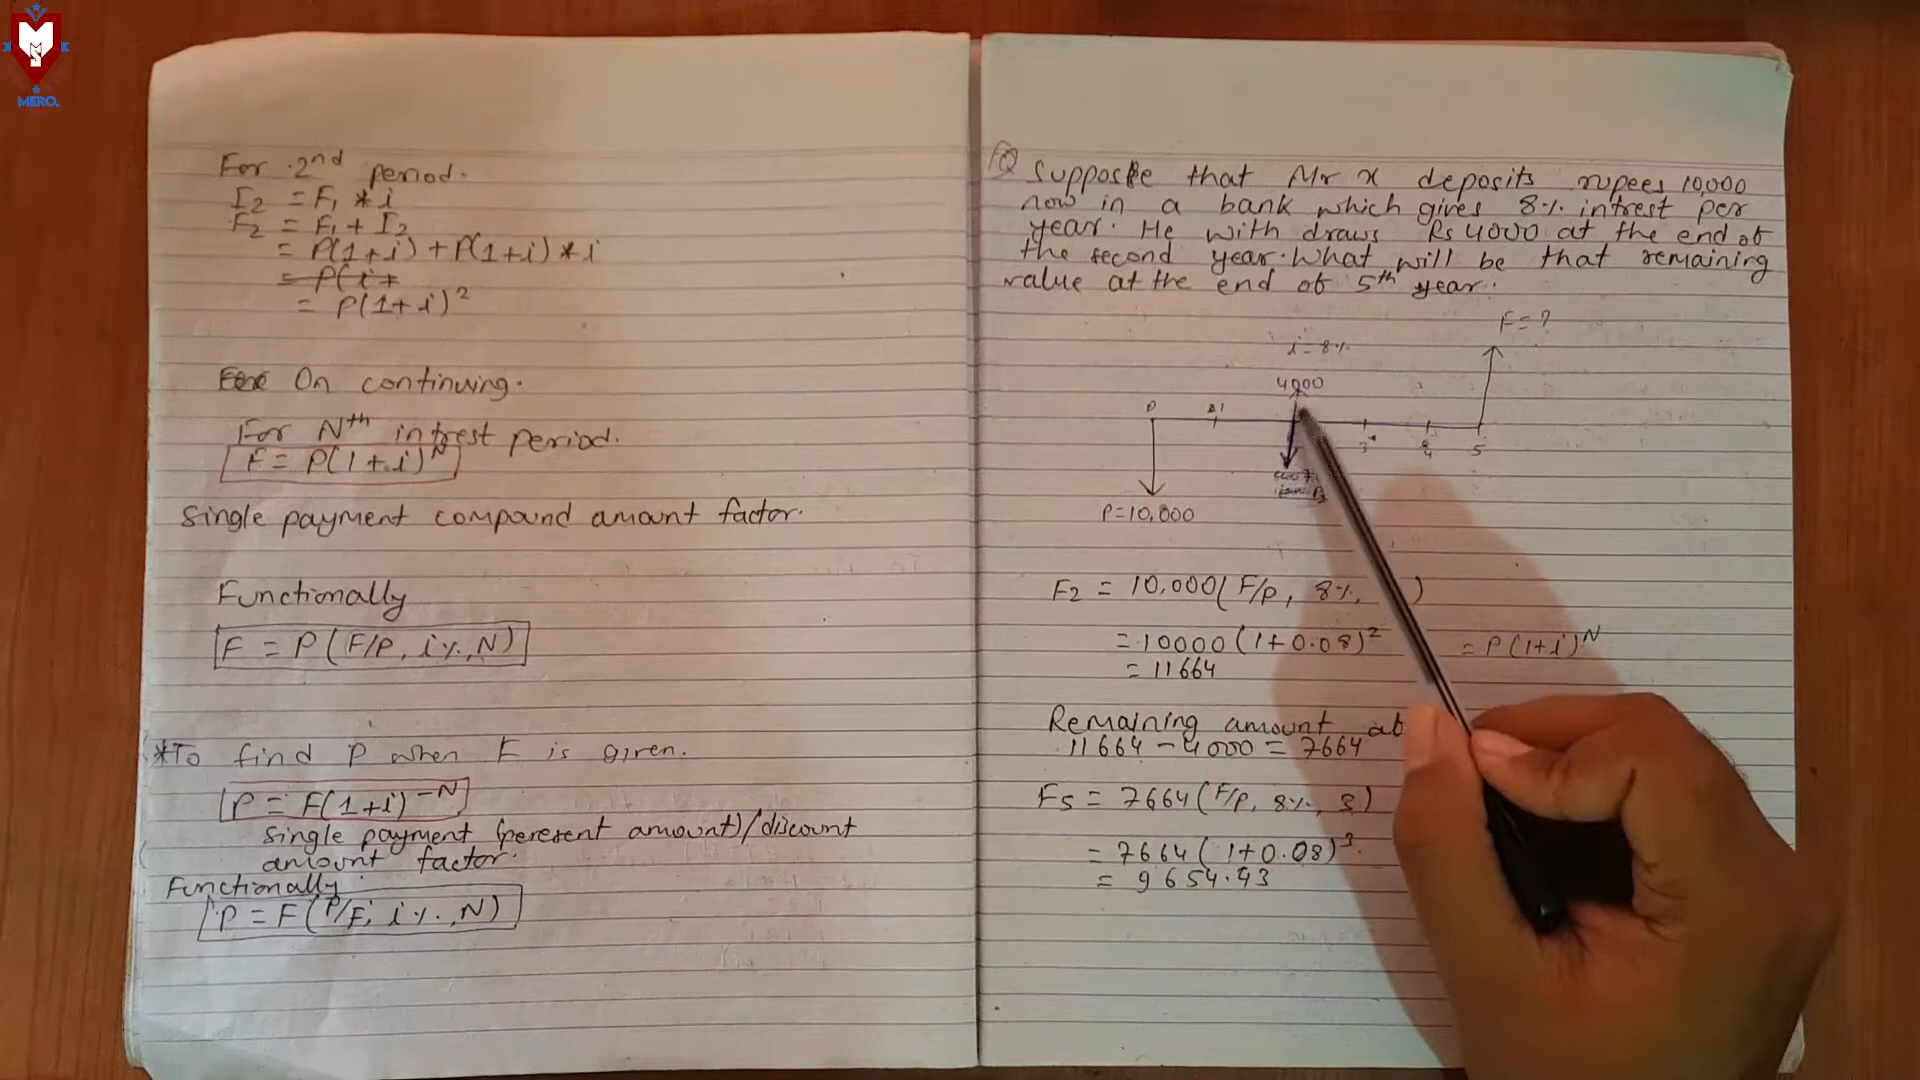 MS
MERO.
For 2nd period.
I2 = F1 * i
F2 = F1 + I2
= P(1+i) + P(1+i) * i
= P(i+
= P(1+i)²
On continuing.
For Nth intrest period.
F = P(1+i)^N
Single payment compound amount factor.
Functionally
F = P(F/P, i%, N)
*To find P when F is given.
P = F(1+i)^-N
Single payment (peresent amount)/discount
amount factor.
Functionally.
P = F(P/F, i%, N)
Q Suppose that Mr x deposits rupees 10,000
now in a bank which gives 8% intrest per
year. He with draws Rs 4000 at the end of
the second year. What will be that remaining
value at the end of 5th year.
F = ?
i = 8%
4000
0 1 3 4 5
P=10,000
F2 = 10,000(F/P, 8%, )
= 10000(1+0.08)² = P(1+i)^N
= 11664
Remaining amount
11664 - 4000 = 7664
F5 = 7664(F/P, 8%, 3)
= 7664(1+0.08)³.
= 9654.43